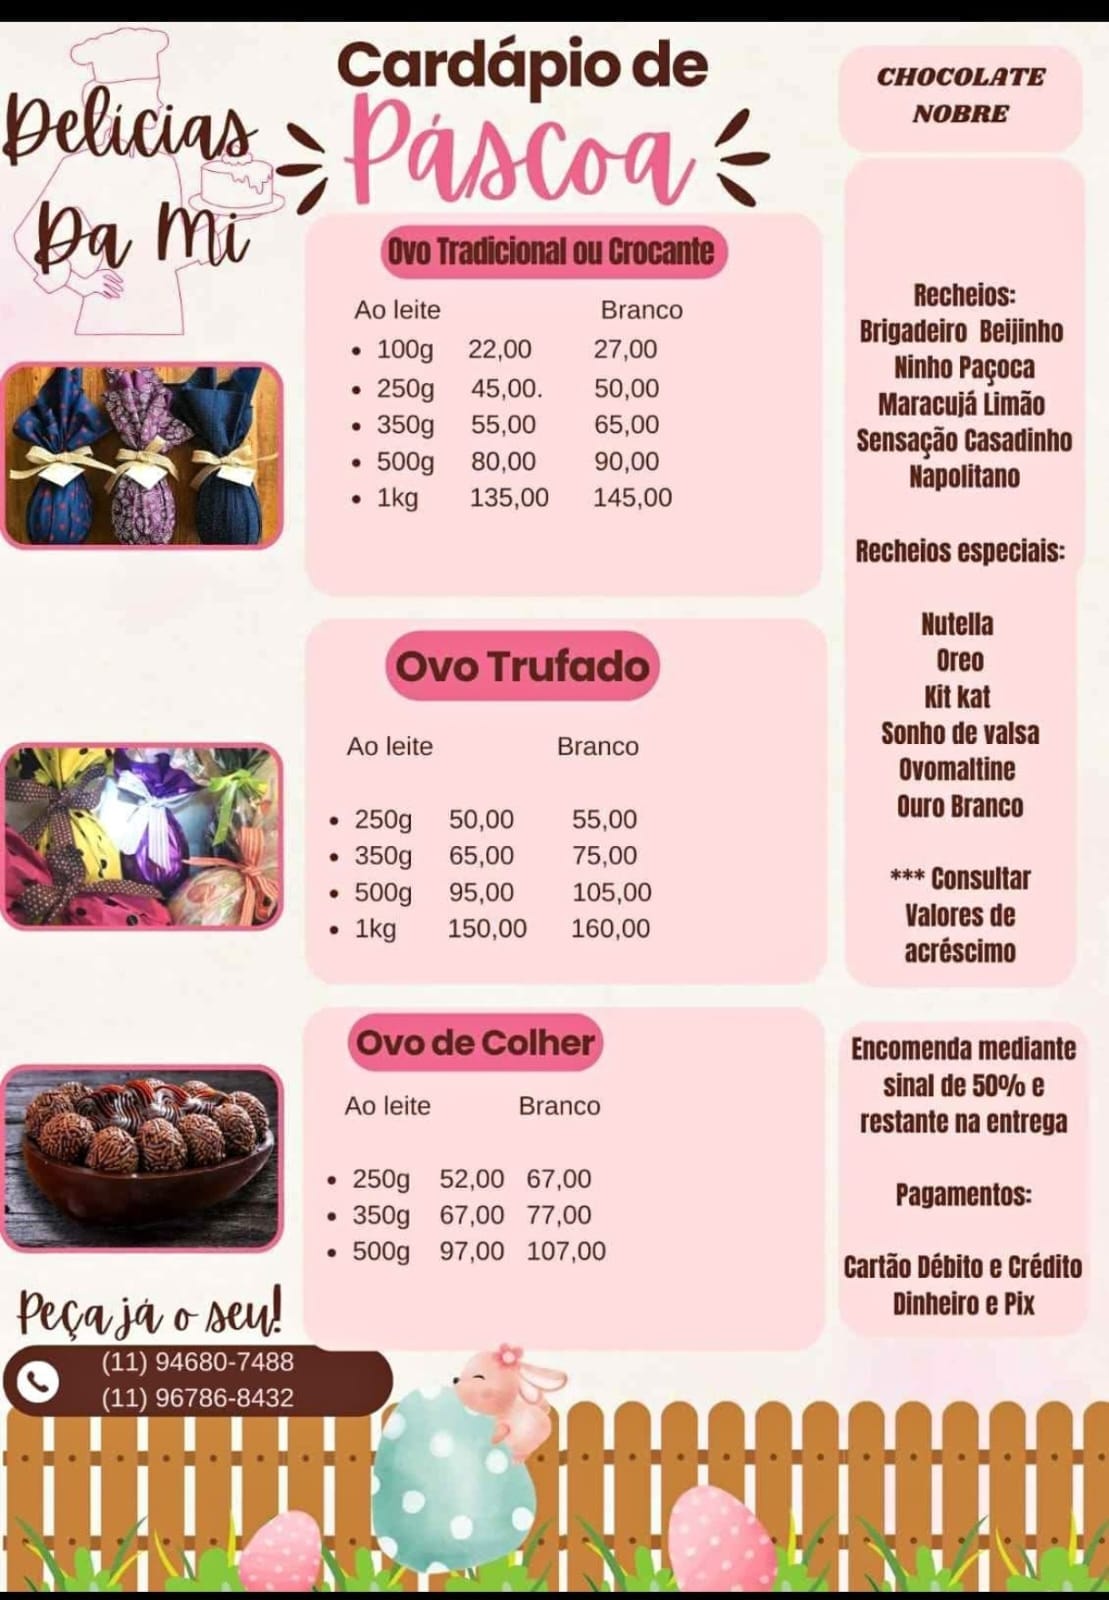 Delícias
Da Mi
Cardápio de
Páscoa
Ovo Tradicional ou Crocante
Ao leite Branco
• 100g 22,00 27,00
• 250g 45,00. 50,00
• 350g 55,00 65,00
• 500g 80,00 90,00
• 1kg 135,00 145,00
Ovo Trufado
Ao leite Branco
• 250g 50,00 55,00
• 350g 65,00 75,00
• 500g 95,00 105,00
• 1kg 150,00 160,00
Ovo de Colher
Ao leite Branco
• 250g 52,00 67,00
• 350g 67,00 77,00
• 500g 97,00 107,00
CHOCOLATE
NOBRE
Recheios:
Brigadeiro Beijinho
Ninho Paçoca
Maracujá Limão
Sensação Casadinho
Napolitano
Recheios especiais:
Nutella
Oreo
Kit kat
Sonho de valsa
Ovomaltine
Ouro Branco
*** Consultar
Valores de
acréscimo
Encomenda mediante
sinal de 50% e
restante na entrega
Pagamentos:
Cartão Débito e Crédito
Dinheiro e Pix
Peça já o seu!
(11) 94680-7488
(11) 96786-8432